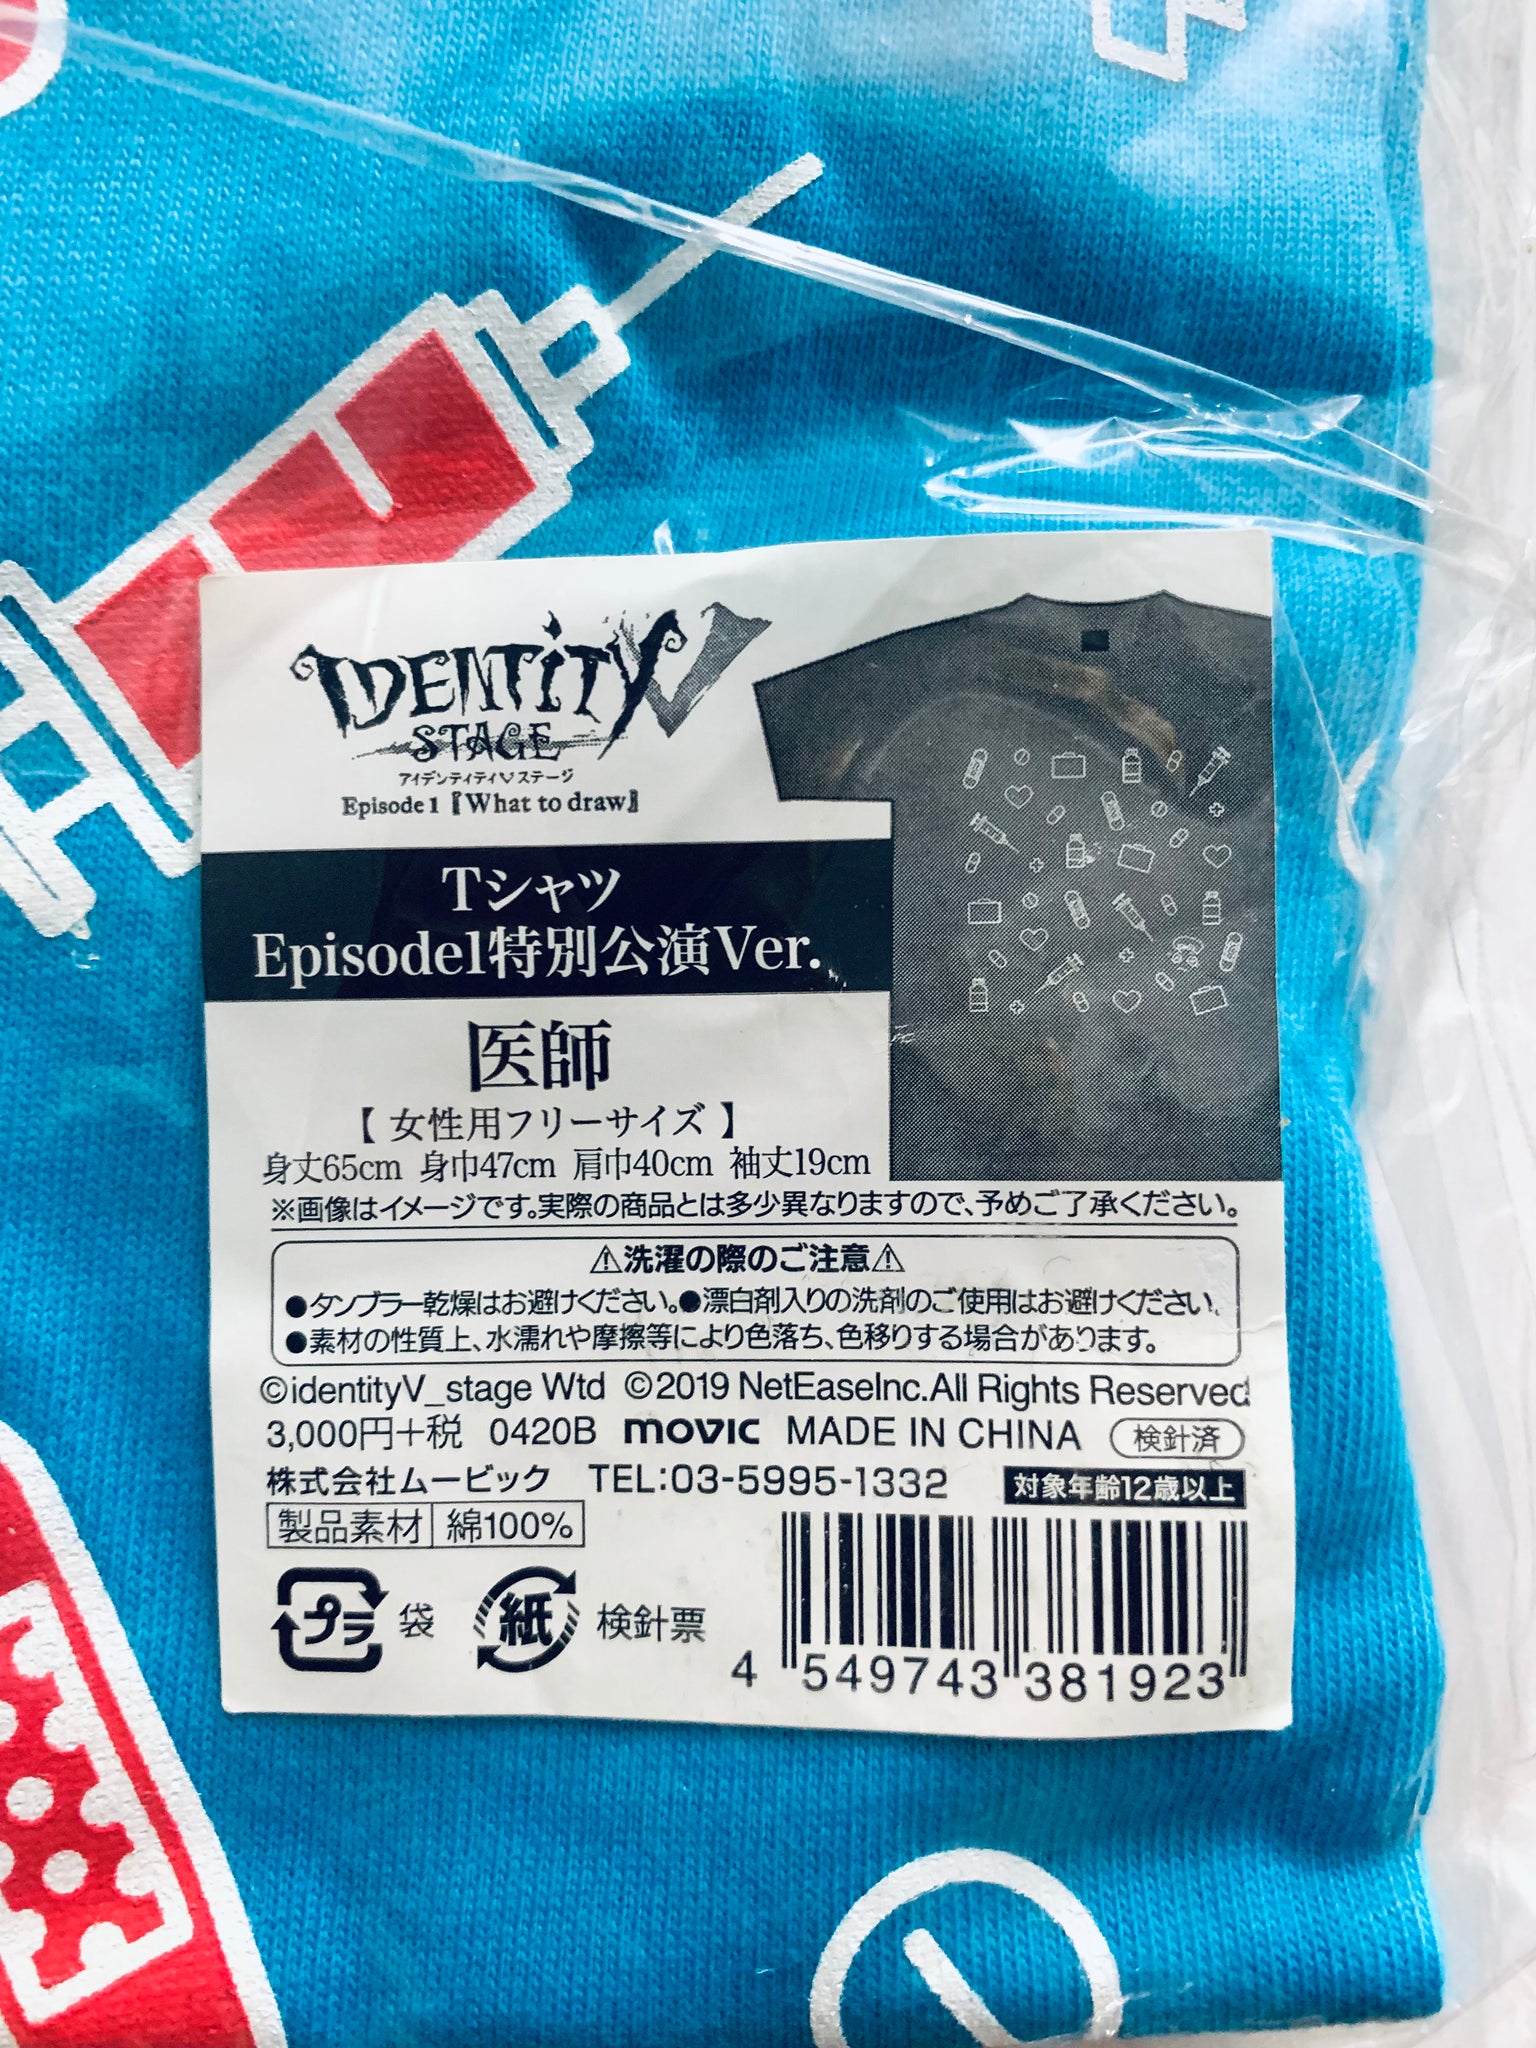 IDENTITY V
STAGE
アイデンティティVステージ
Episode1『What to draw』
Tシャツ
Episode1特別公演Ver.
医師
【 女性用フリーサイズ 】
身丈65cm 身巾47cm 肩巾40cm 袖丈19cm
※画像はイメージです。実際の商品とは多少異なりますので、予めご了承ください。
⚠洗濯の際のご注意⚠
●タンブラー乾燥はお避けください。●漂白剤入りの洗剤のご使用はお避けください。
●素材の性質上、水濡れや摩擦等により色落ち、色移りする場合があります。
©identityV_stage Wtd ©2019 NetEaseInc.All Rights Reserved
3,000円+税 0420B movic MADE IN CHINA 検針済
株式会社ムービック TEL:03-5995-1332 対象年齢12歳以上
製品素材 綿100%
プラ 袋 紙 検針票
4 549743 381923